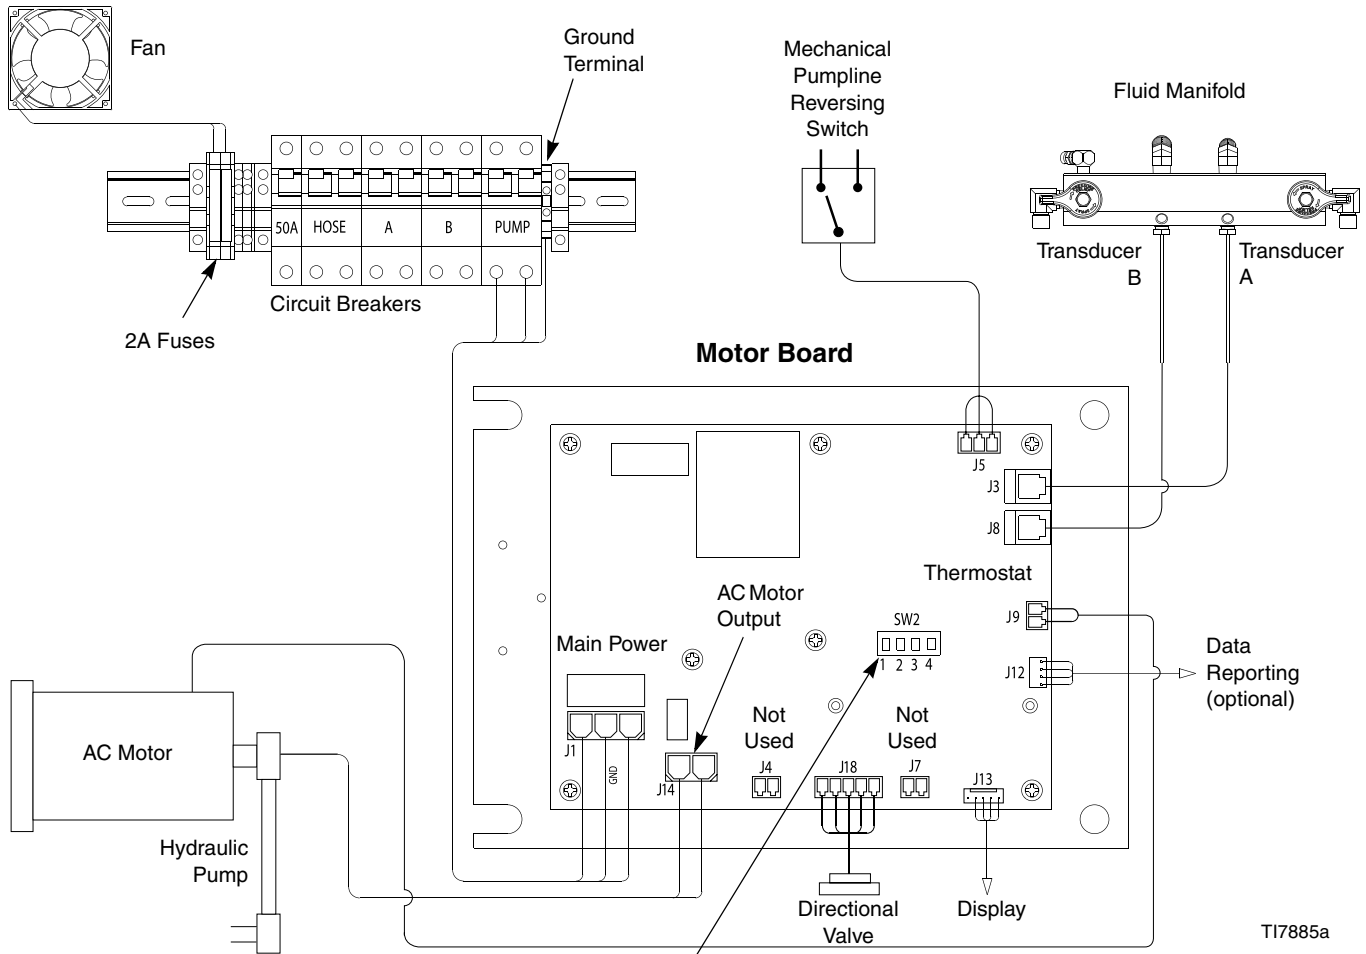 Fan
Ground
Terminal
Mechanical
Pumpline
Reversing
Switch
Fluid Manifold
50A
HOSE
A
B
PUMP
Circuit Breakers
2A Fuses
Transducer
B
Transducer
A
Motor Board
J5
J3
J8
Thermostat
AC Motor
Output
SW2
1 2 3 4
J9
Main Power
J12
Data
Reporting
(optional)
Not
Used
Not
Used
AC Motor
J1
GND
J14
J4
J18
J7
J13
Hydraulic
Pump
Directional
Valve
Display
TI7885a